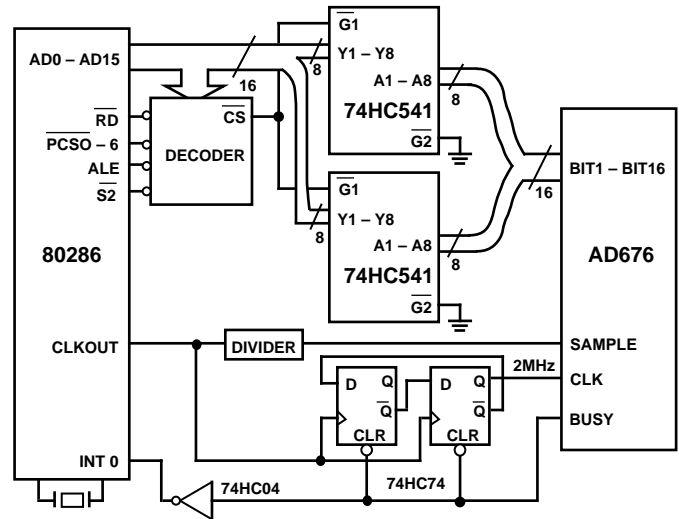 80286
AD0 – AD15
RD
PCSO – 6
ALE
S2
CLKOUT
INT 0
DECODER
CS
16
G1
Y1 – Y8
A1 – A8
74HC541
G2
8
8
G1
Y1 – Y8
A1 – A8
74HC541
G2
8
8
16
BIT1 – BIT16
AD676
SAMPLE
CLK
BUSY
DIVIDER
2MHz
D
Q
Q
CLR
D
Q
Q
CLR
74HC04
74HC74